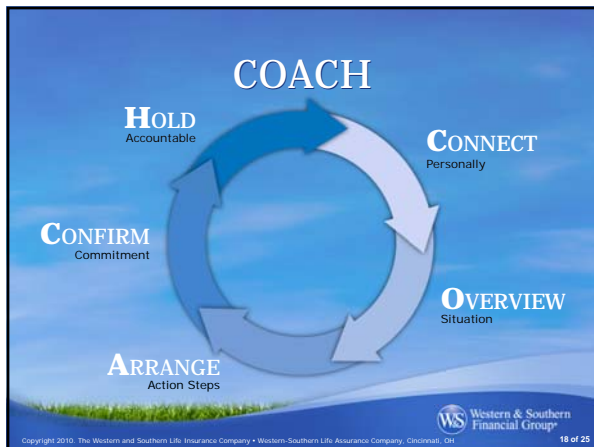 COACH
CONNECT
Personally
OVERVIEW
Situation
ARRANGE
Action Steps
CONFIRM
Commitment
HOLD
Accountable
WS Western & Southern
Financial Group®
Copyright 2010. The Western and Southern Life Insurance Company • Western-Southern Life Assurance Company, Cincinnati, OH
18 of 25